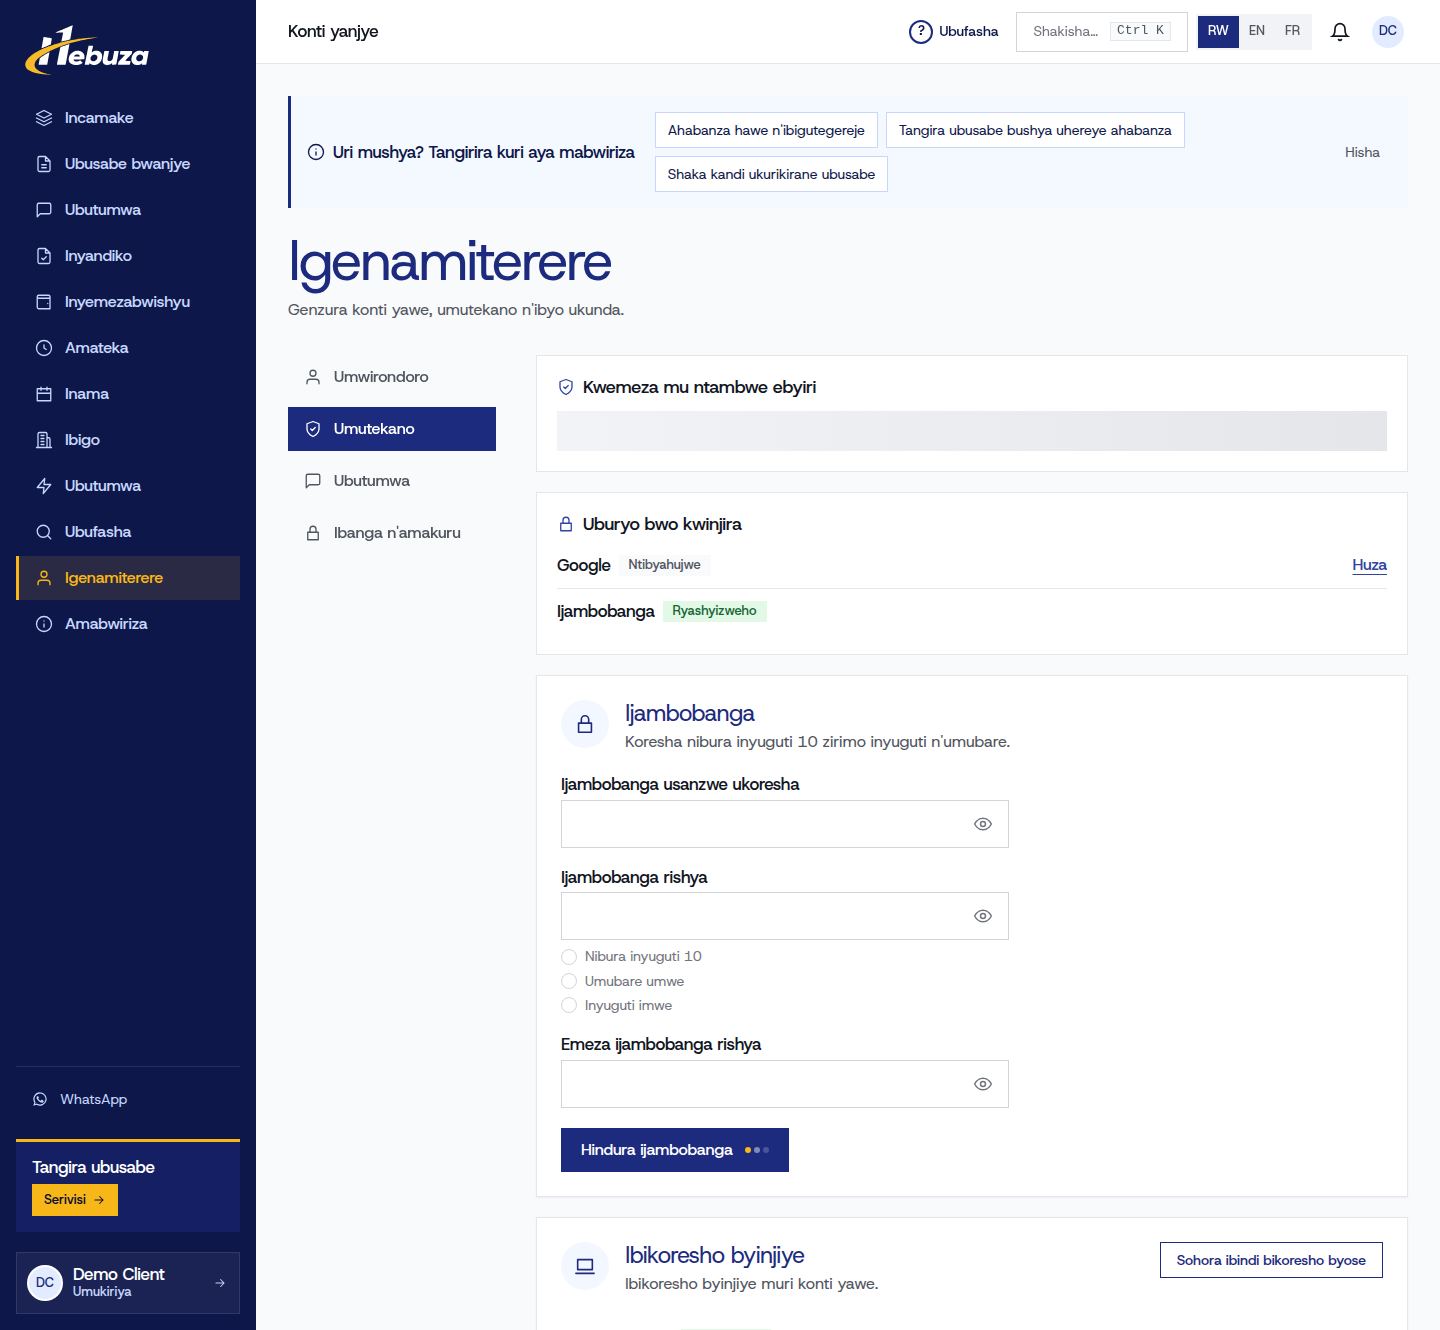 Hebuza
Incamake
Ubusabe bwanjye
Ubutumwa
Inyandiko
Inyemezabwishyu
Amateka
Inama
Ibigo
Ubutumwa
Ubufasha
Igenamiterere
Amabwiriza
WhatsApp
Tangira ubusabe
Serivisi
DC
Demo Client
Umukiriya
Konti yanjye
? Ubufasha
Shakisha... Ctrl K
RW EN FR
DC
Uri mushya? Tangirira kuri aya mabwiriza
Ahabanza hawe n'ibigutegereje
Tangira ubusabe bushya uhereye ahabanza
Shaka kandi ukurikirane ubusabe
Hisha
Igenamiterere
Genzura konti yawe, umutekano n'ibyo ukunda.
Umwirondoro
Umutekano
Ubutumwa
Ibanga n'amakuru
Kwemeza mu ntambwe ebyiri
Uburyo bwo kwinjira
Google Ntibyahujwe Huza
Ijambobanga Ryashyizweho
Ijambobanga
Koresha nibura inyuguti 10 zirimo inyuguti n'umubare.
Ijambobanga usanzwe ukoresha
Ijambobanga rishya
Nibura inyuguti 10
Umubare umwe
Inyuguti imwe
Emeza ijambobanga rishya
Hindura ijambobanga
Ibikoresho byinjiye
Ibikoresho byinjiye muri konti yawe.
Sohora ibindi bikoresho byose